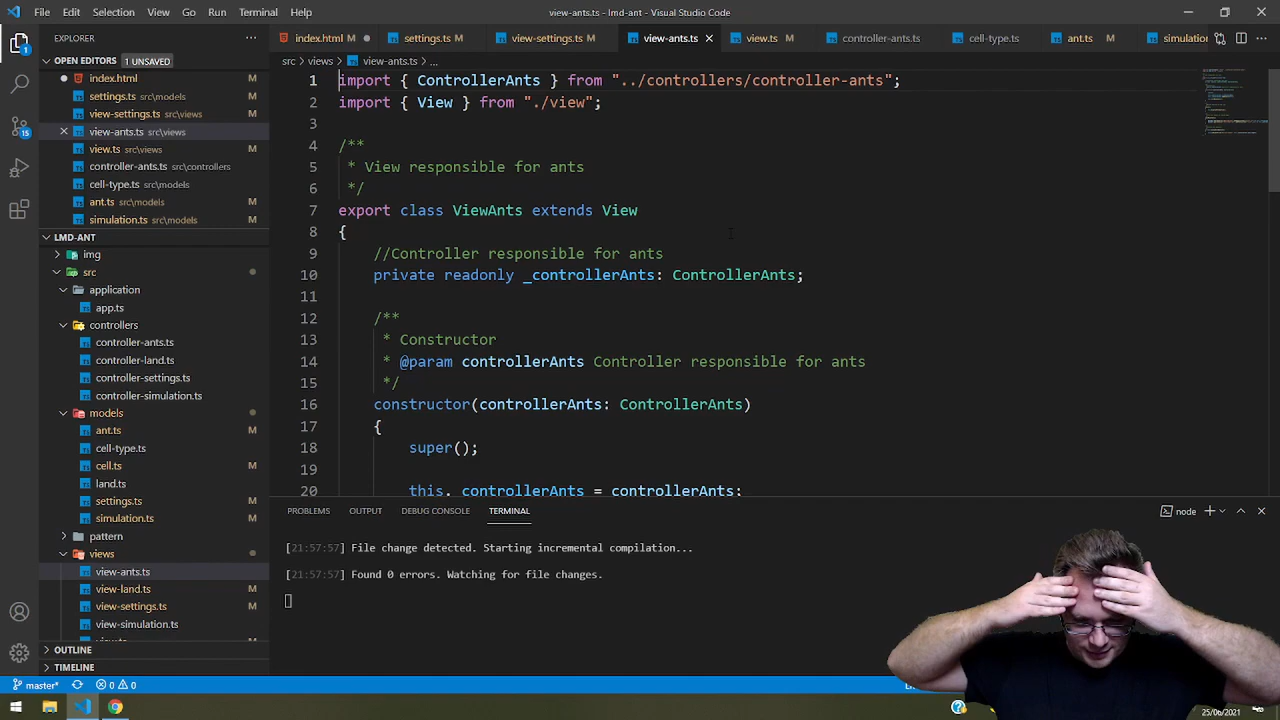 File Edit Selection View Go Run Terminal Help
view-ants.ts - lmd-ant - Visual Studio Code
EXPLORER
index.html
settings.ts M
view-settings.ts M
view-ants.ts
view.ts M
controller-ants.ts
cell-type.ts
ant.ts M
simulation
1
OPEN EDITORS 1 UNSAVED
src > views > view-ants.ts > ...
index.html
settings.ts src\models M
view-settings.ts src\views M
view-ants.ts src\views
view.ts src\views M
controller-ants.ts src\controllers
cell-type.ts src\models
ant.ts src\models M
simulation.ts src\models M
15
LMD-ANT
img
src
application
app.ts
controllers
controller-ants.ts
controller-land.ts
controller-settings.ts M
controller-simulation.ts M
models
ant.ts M
cell-type.ts
cell.ts M
land.ts
settings.ts M
simulation.ts M
pattern
views
view-ants.ts
view-land.ts
view-settings.ts M
view-simulation.ts
view.ts M
OUTLINE
TIMELINE
1 import { ControllerAnts } from "../controllers/controller-ants";
2 import { View } from "./view";
3
4 /**
5 * View responsible for ants
6 */
7 export class ViewAnts extends View
8 {
9 //Controller responsible for ants
10 private readonly _controllerAnts: ControllerAnts;
11
12 /**
13 * Constructor
14 * @param controllerAnts Controller responsible for ants
15 */
16 constructor(controllerAnts: ControllerAnts)
17 {
18 super();
19
20 this._controllerAnts = controllerAnts;
PROBLEMS OUTPUT DEBUG CONSOLE TERMINAL
node
[21:57:57] File change detected. Starting incremental compilation...
[21:57:57] Found 0 errors. Watching for file changes.
master* 0 0
25/06/2021